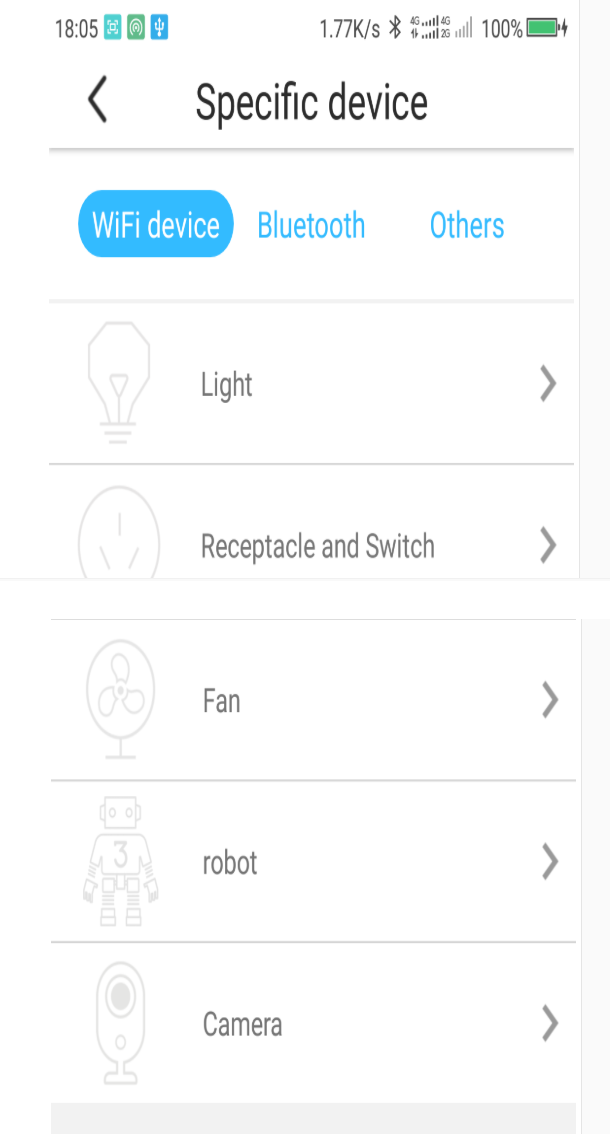 18:05 1.77K/s 4G 4G 2G 100%
Specific device
WiFi device Bluetooth Others
Light
Receptacle and Switch
Fan
3
robot
Camera